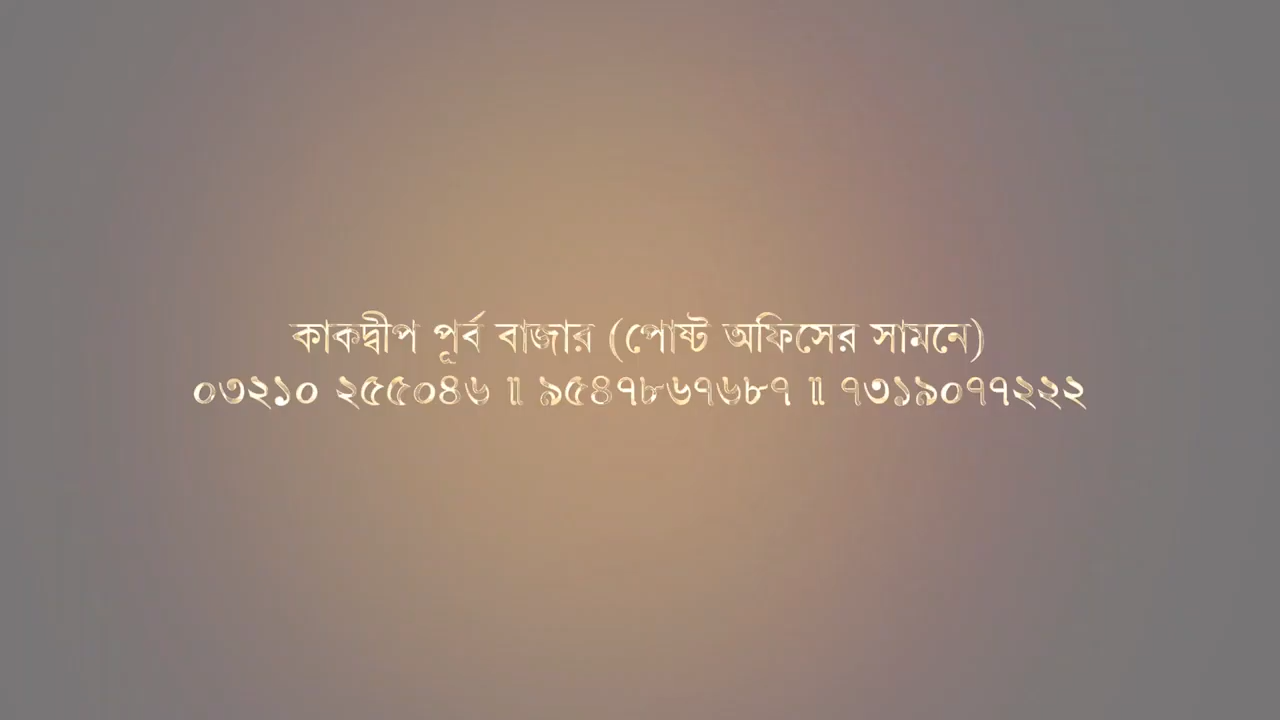 কাকদ্বীপ পূর্ব বাজার (পোষ্ট অফিসের সামনে)
০৩২১০ ২৫৫০৪৬ ॥ ৯৫৪৭৮৬৭৬৮৭ ॥ ৭৩১৯০৭৭২২২